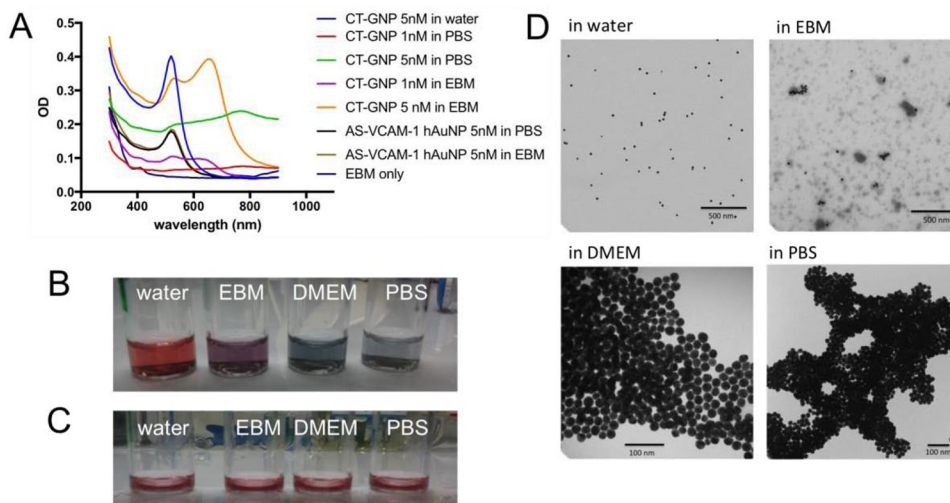 A
0.5
0.4
0.3
0.2
0.1
0.0
OD
200
400
600
800
1000
wavelength (nm)
CT-GNP 5nM in water
CT-GNP 1nM in PBS
CT-GNP 5nM in PBS
CT-GNP 1nM in EBM
CT-GNP 5 nM in EBM
AS-VCAM-1 hAuNP 5nM in PBS
AS-VCAM-1 hAuNP 5nM in EBM
EBM only
B
water EBM DMEM PBS
C
water EBM DMEM PBS
D
in water
500 nm
in EBM
500 nm
in DMEM
100 nm
in PBS
100 nm